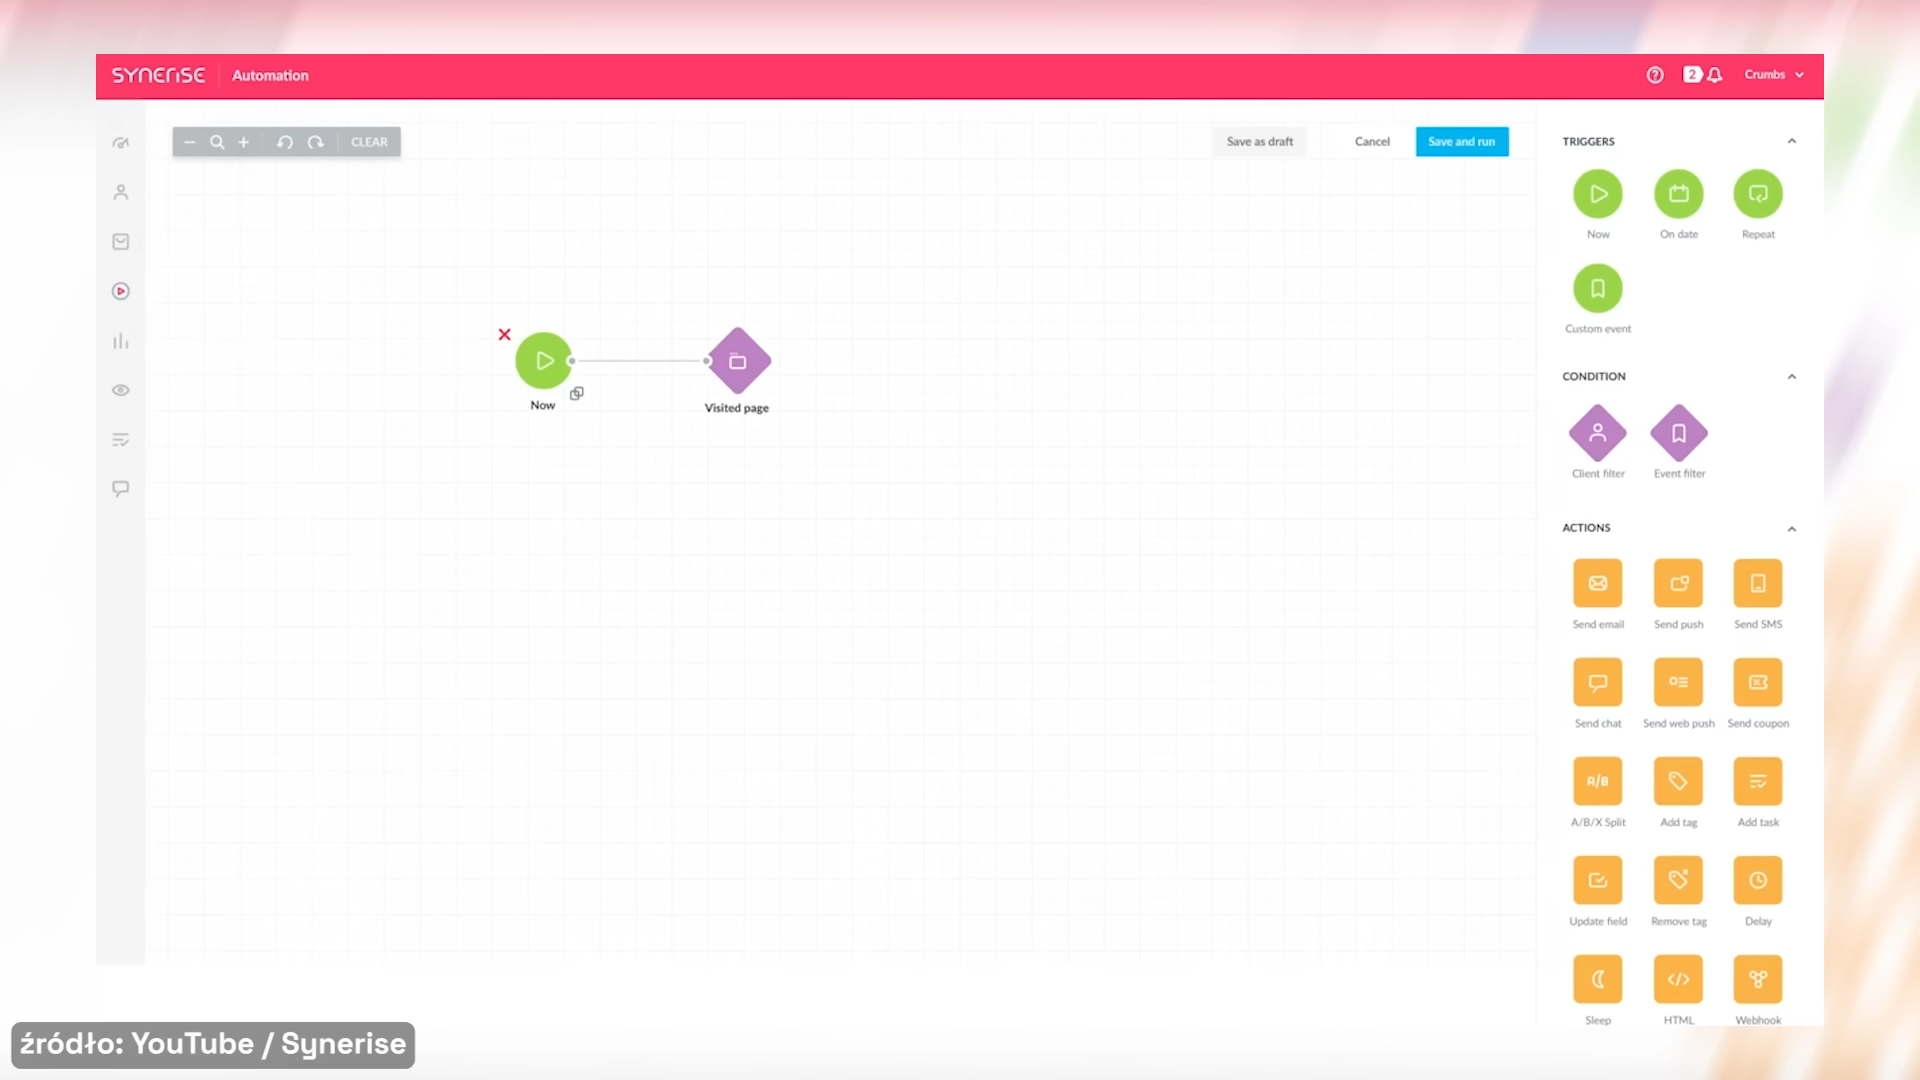 SYNERISE Automation 2 Crumbs
CLEAR Save as draft Cancel Save and run
TRIGGERS
Now On date Repeat
Custom event
CONDITION
Client filter Event filter
Now Visited page
ACTIONS
Send email Send push Send SMS
Send chat Send web push Send coupon
A/B
A/B/X Split Add tag Add task
Update field Remove tag Delay
</>
Sleep HTML Webhook
źródło: YouTube / Synerise